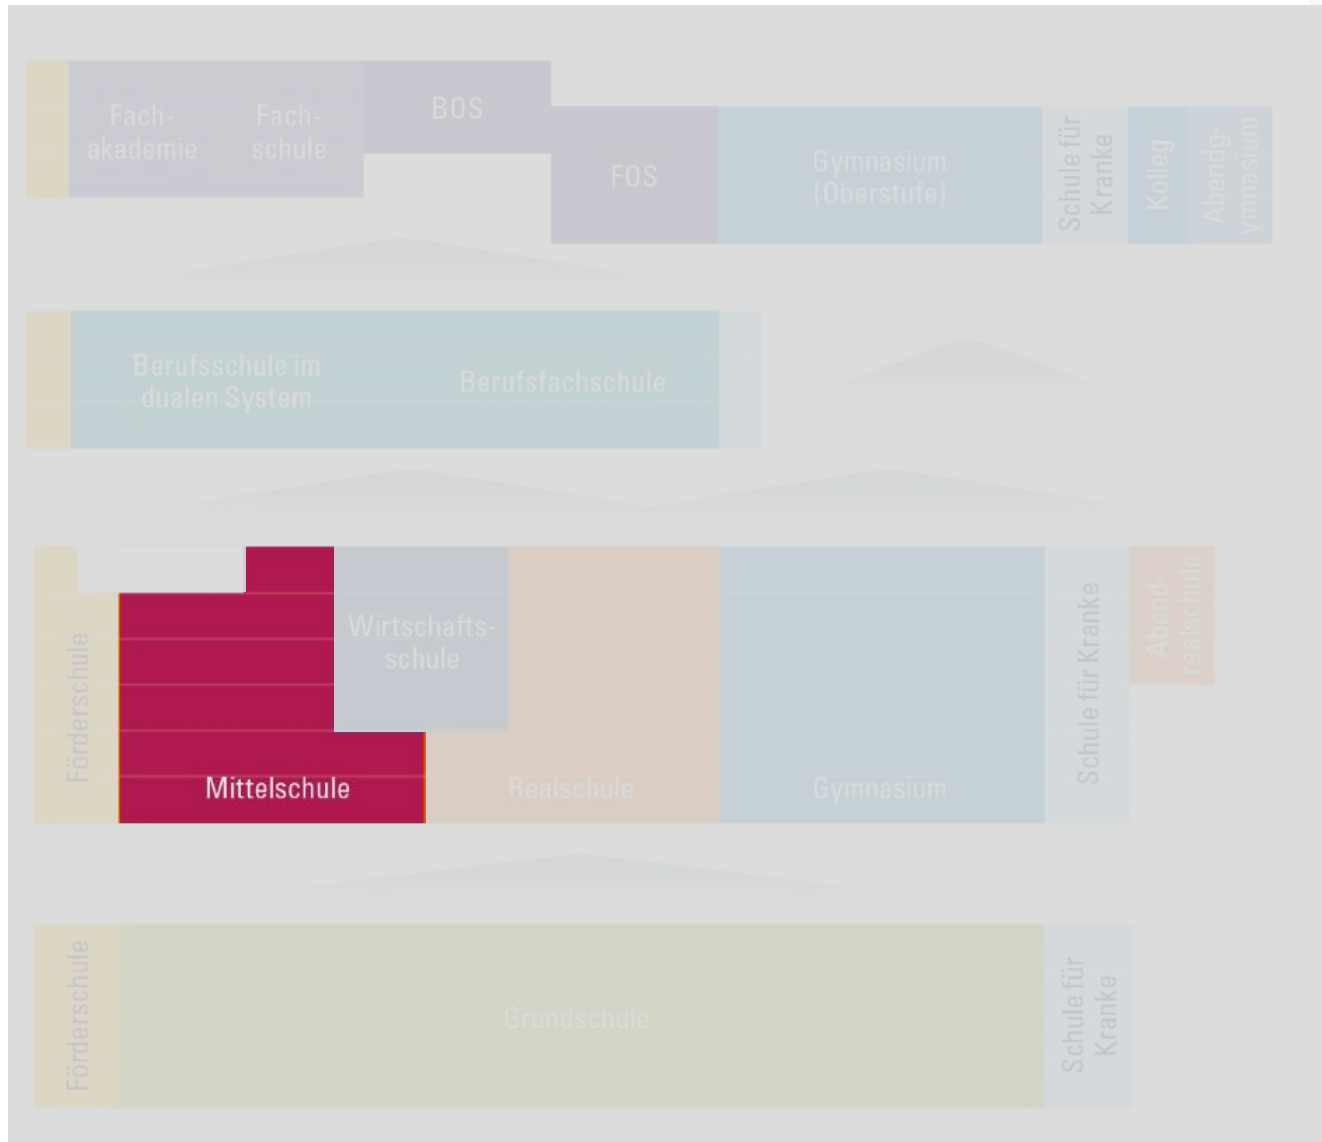 Fach-
akademie
Fach-
schule
BOS
FOS
Gymnasium
(Oberstufe)
Schule für
Kranke
Kolleg
Abendg-
ymnasium
Berufsschule im
dualen System
Berufsfachschule
Förderschule
Mittelschule
Wirtschafts-
schule
Realschule
Gymnasium
Schule für Kranke
Abend-
realschule
Förderschule
Grundschule
Schule für
Kranke